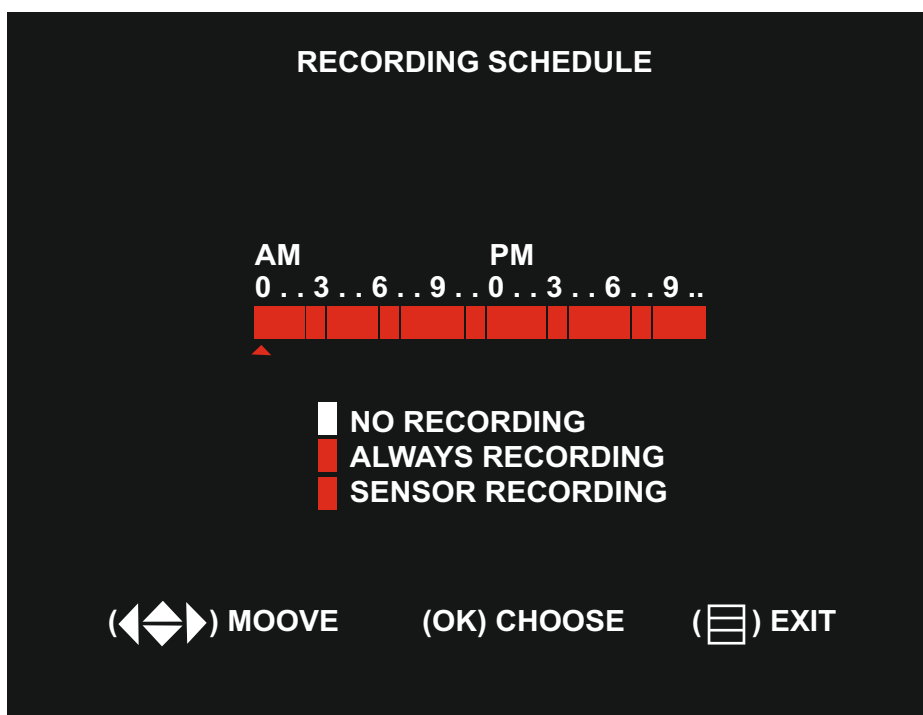 RECORDING SCHEDULE
AM PM
0 . . 3 . . 6 . . 9 . . 0 . . 3 . . 6 . . 9 ..
NO RECORDING
ALWAYS RECORDING
SENSOR RECORDING
( ) MOOVE (OK) CHOOSE ( ) EXIT